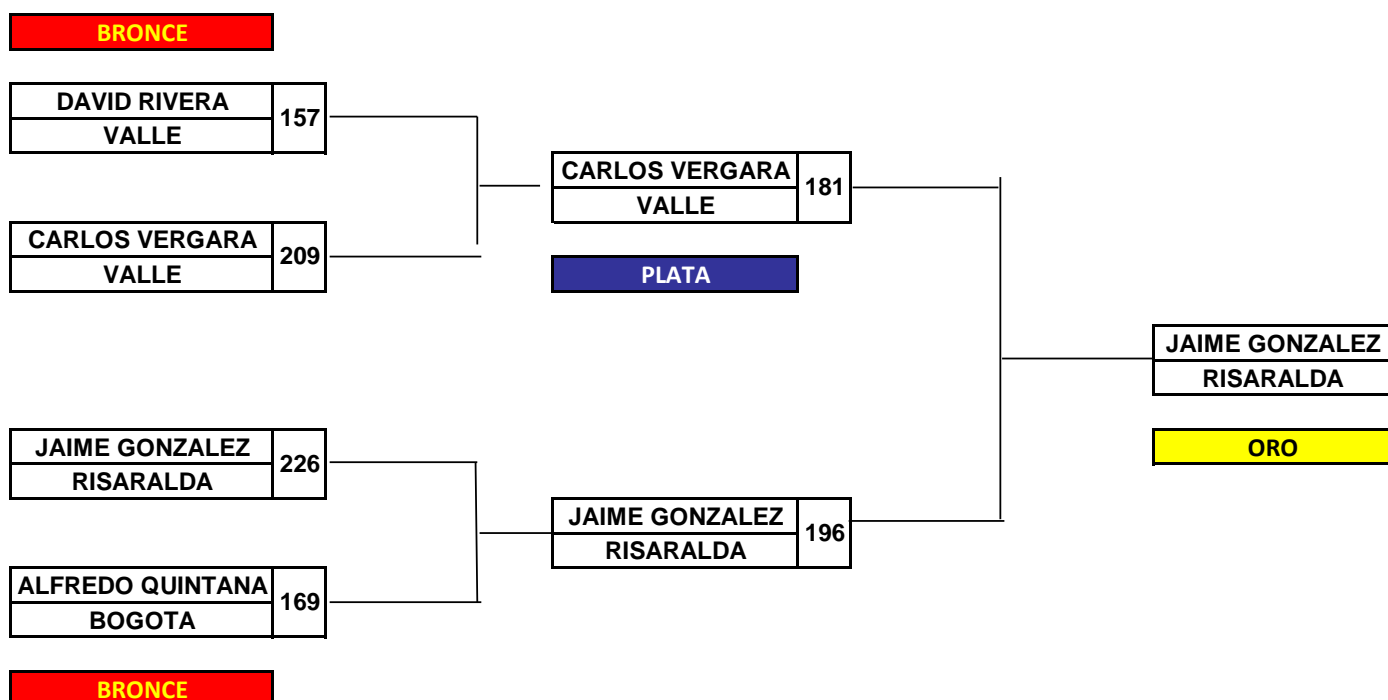 BRONCE
DAVID RIVERA
VALLE
157
CARLOS VERGARA
VALLE
209
CARLOS VERGARA
VALLE
181
PLATA
JAIME GONZALEZ
RISARALDA
ORO
JAIME GONZALEZ
RISARALDA
226
JAIME GONZALEZ
RISARALDA
196
ALFREDO QUINTANA
BOGOTA
169
BRONCE